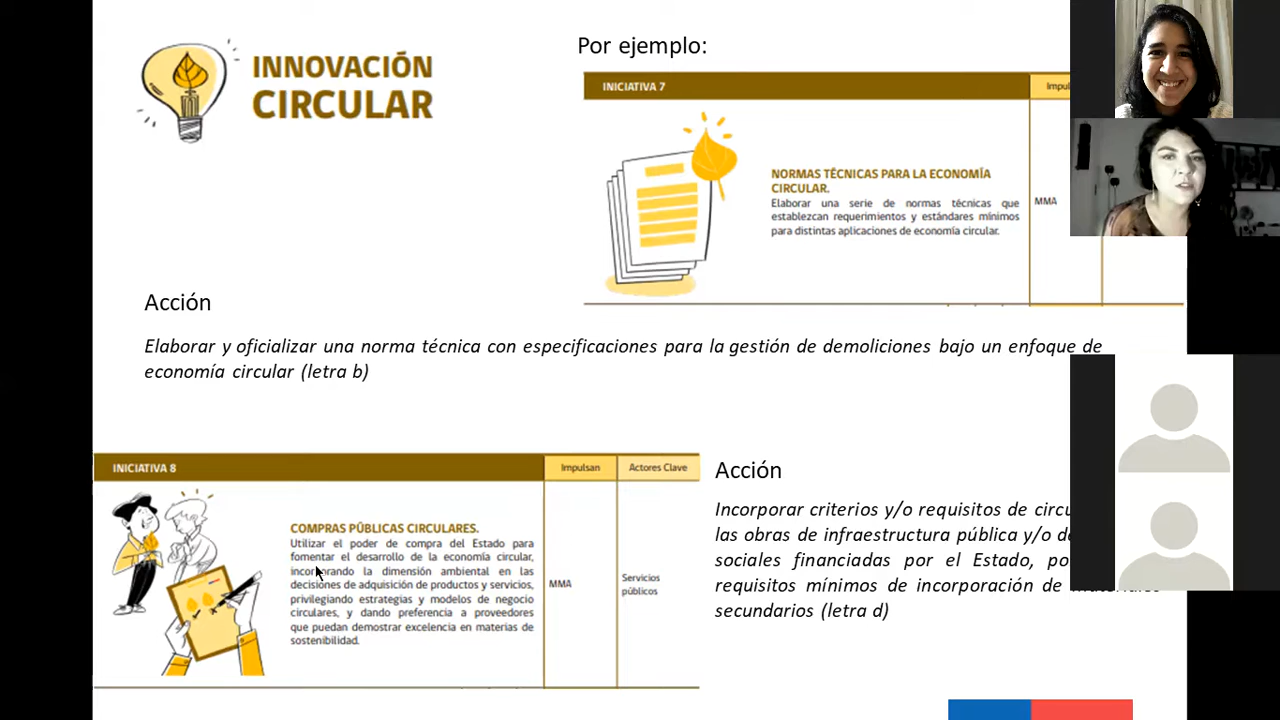 INNOVACIÓN
CIRCULAR
Por ejemplo:
INICIATIVA 7
NORMAS TÉCNICAS PARA LA ECONOMÍA
CIRCULAR.
Elaborar una serie de normas técnicas que
establezcan requerimientos y estándares mínimos
para distintas aplicaciones de economía circular.
MMA
Acción
Elaborar y oficializar una norma técnica con especificaciones para la gestión de demoliciones bajo un enfoque de
economía circular (letra b)
INICIATIVA 8
Impulsan
Actores Clave
COMPRAS PÚBLICAS CIRCULARES.
Utilizar el poder de compra del Estado para
fomentar el desarrollo de la economía circular,
incorporando la dimensión ambiental en las
decisiones de adquisición de productos y servicios,
privilegiando estrategias y modelos de negocio
circulares, y dando preferencia a proveedores
que puedan demostrar excelencia en materias de
sostenibilidad.
MMA
Servicios
públicos
Acción
Incorporar criterios y/o requisitos de
las obras de infraestructura pública y/o
sociales financiadas por el Estado,
requisitos mínimos de incorporación de materiales
secundarios (letra d)